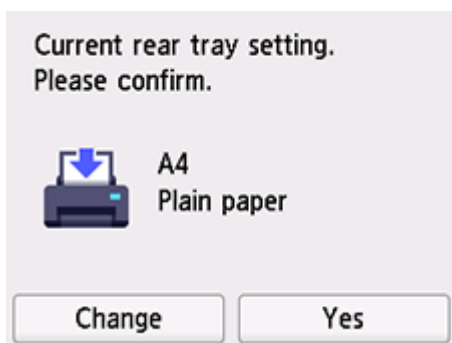 Current rear tray setting.
Please confirm.
A4
Plain paper
Change
Yes